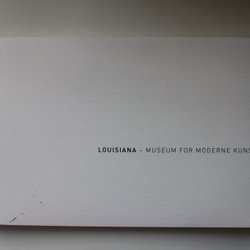 LOUISIANA – MUSEUM FOR MODERNE KUNS